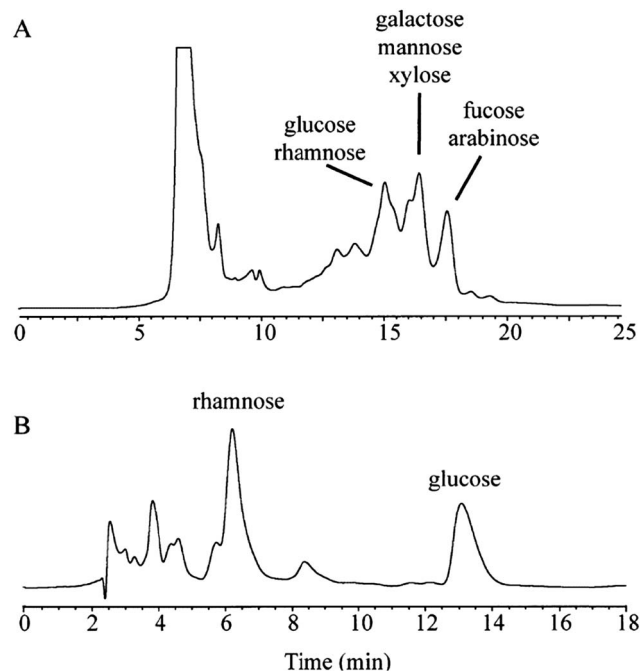 A
galactose
mannose
xylose
glucose
rhamnose
fucose
arabinose
0 5 10 15 20 25
B
rhamnose
glucose
0 2 4 6 8 10 12 14 16 18
Time (min)